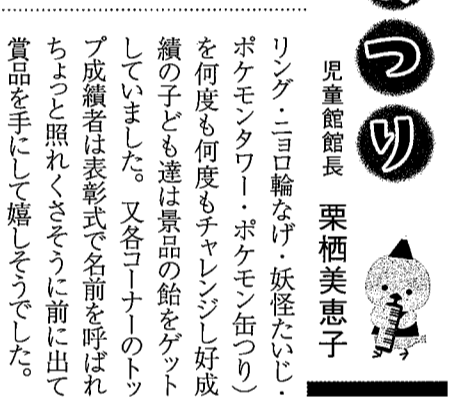 つり
児童館館長　栗栖美恵子
リング・ニョロ輪なげ・妖怪たいじ・
ポケモンタワー・ポケモン缶つり）
を何度も何度もチャレンジし好成
績の子ども達は景品の飴をゲット
していました。又各コーナーのトッ
プ成績者は表彰式で名前を呼ばれ
ちょっと照れくさそうに前に出て
賞品を手にして嬉しそうでした。